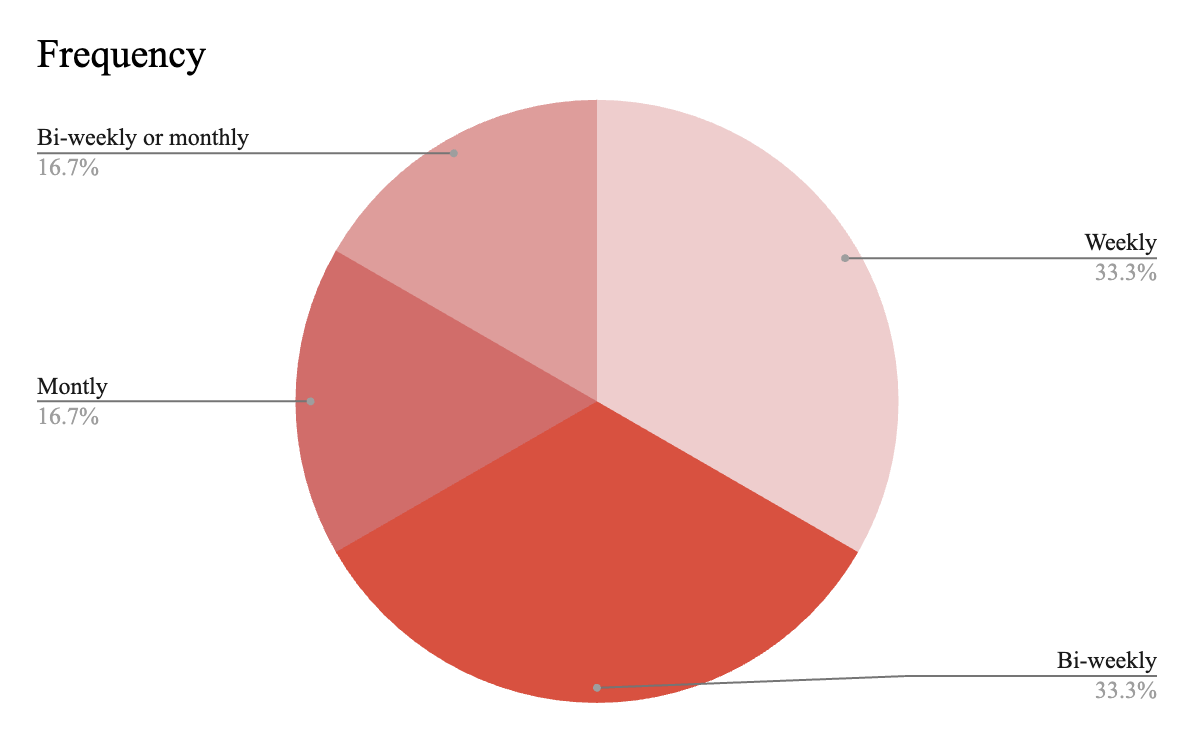 Frequency
Bi-weekly or monthly
16.7%
Weekly
33.3%
Montly
16.7%
Bi-weekly
33.3%